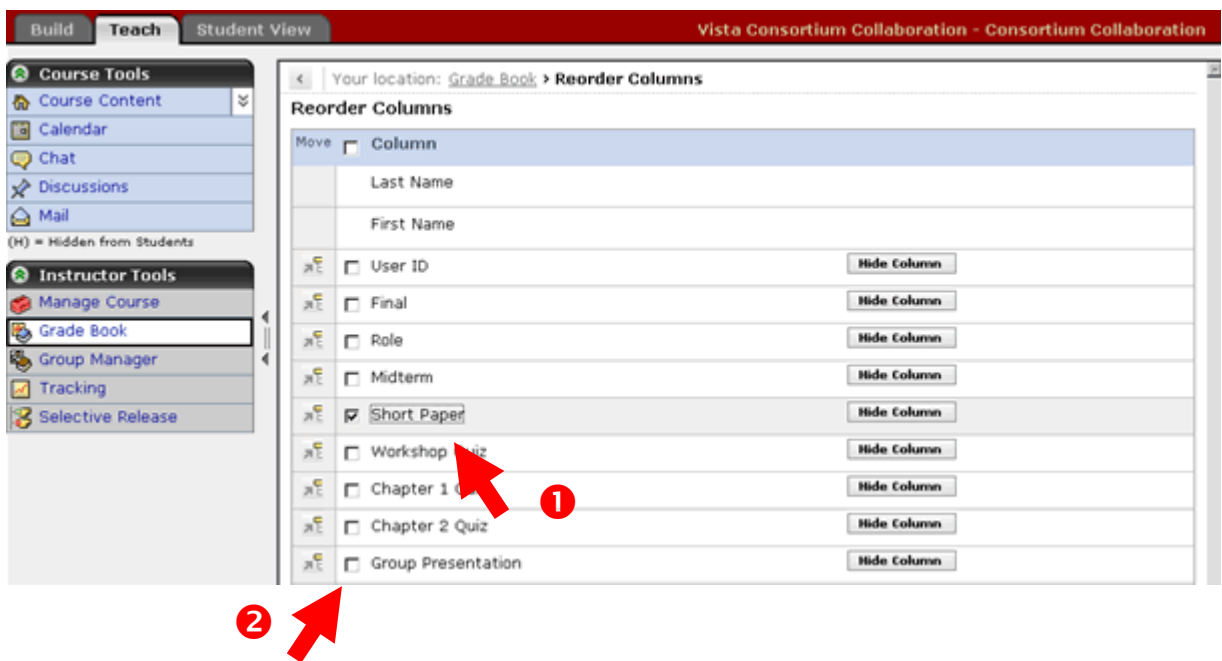 Build Teach Student View Vista Consortium Collaboration - Consortium Collaboration
Course Tools
Course Content
Calendar
Chat
Discussions
Mail
(H) = Hidden from Students
Instructor Tools
Manage Course
Grade Book
Group Manager
Tracking
Selective Release
Your location: Grade Book › Reorder Columns
Reorder Columns
Move Column
Last Name
First Name
User ID Hide Column
Final Hide Column
Role Hide Column
Midterm Hide Column
Short Paper Hide Column
Workshop Quiz Hide Column
Chapter 1 Hide Column
Chapter 2 Quiz Hide Column
Group Presentation Hide Column
1
2